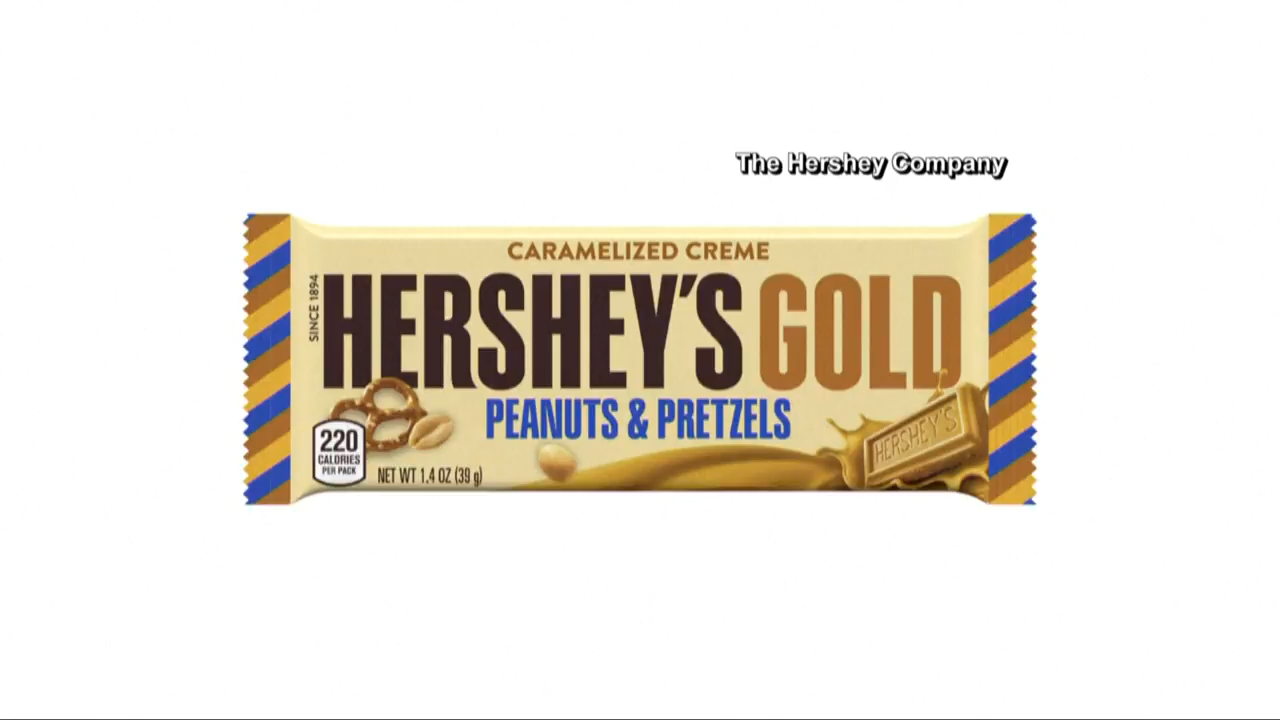 The Hershey Company
CARAMELIZED CREME
SINCE 1894
HERSHEY'S GOLD
PEANUTS & PRETZELS
HERSHEY'S
220
CALORIES
PER PACK
NET WT 1.4 OZ (39 g)